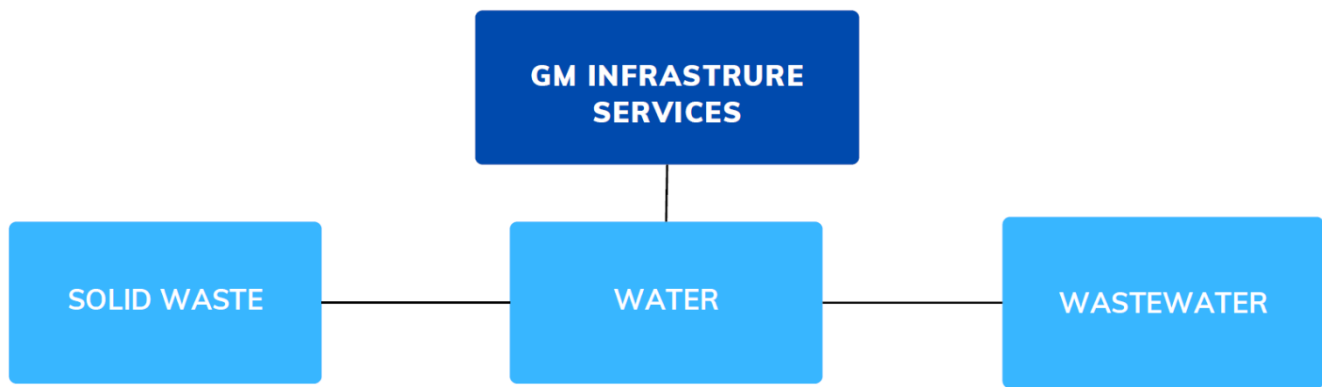 GM INFRASTRURE
SERVICES
SOLID WASTE
WATER
WASTEWATER